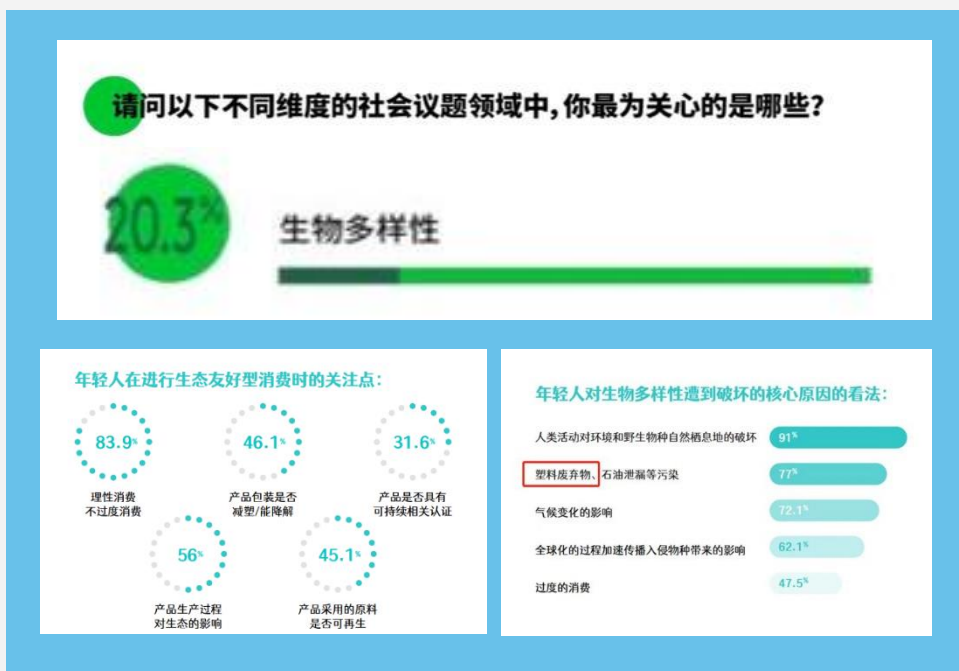 请问以下不同维度的社会议题领域中,你最为关心的是哪些?
20.3%
生物多样性
年轻人在进行生态友好型消费时的关注点:
83.9%
理性消费
不过度消费
46.1%
产品包装是否
减塑/能降解
31.6%
产品是否具有
可持续相关认证
56%
产品生产过程
对生态的影响
45.1%
产品采用的原料
是否可再生
年轻人对生物多样性遭到破坏的核心原因的看法:
人类活动对环境和野生物种自然栖息地的破坏 91%
塑料废弃物、石油泄漏等污染 77%
气候变化的影响 72.1%
全球化的过程加速传播入侵物种带来的影响 62.1%
过度的消费 47.5%